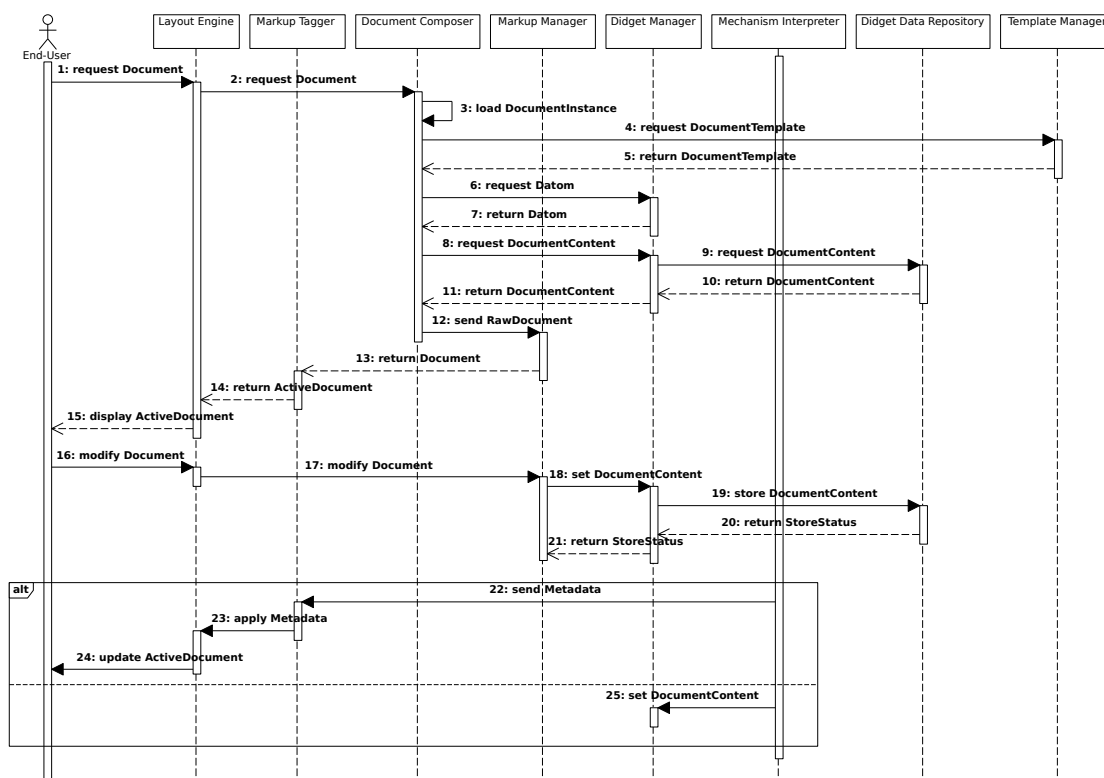 Layout Engine
Markup Tagger
Document Composer
Markup Manager
Didget Manager
Mechanism Interpreter
Didget Data Repository
Template Manager
End-User
1: request Document
2: request Document
3: load DocumentInstance
4: request DocumentTemplate
5: return DocumentTemplate
6: request Datom
7: return Datom
8: request DocumentContent
9: request DocumentContent
10: return DocumentContent
11: return DocumentContent
12: send RawDocument
13: return Document
14: return ActiveDocument
15: display ActiveDocument
16: modify Document
17: modify Document
18: set DocumentContent
19: store DocumentContent
20: return StoreStatus
21: return StoreStatus
alt
22: send Metadata
23: apply Metadata
24: update ActiveDocument
25: set DocumentContent